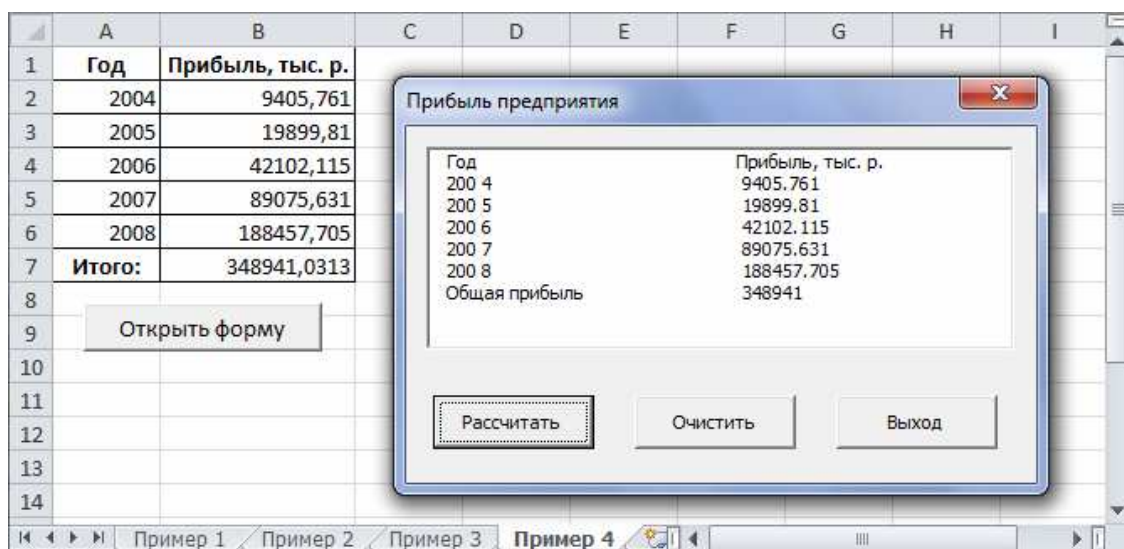 A B C D E F G H I
1 Год Прибыль, тыс. р.
2 2004 9405,761
3 2005 19899,81
4 2006 42102,115
5 2007 89075,631
6 2008 188457,705
7 Итого: 348941,0313
8
9
10
11
12
13
14
Открыть форму
Прибыль предприятия
Год Прибыль, тыс. р.
200 4 9405.761
200 5 19899.81
200 6 42102.115
200 7 89075.631
200 8 188457.705
Общая прибыль 348941
Рассчитать Очистить Выход
Пример 1 Пример 2 Пример 3 Пример 4